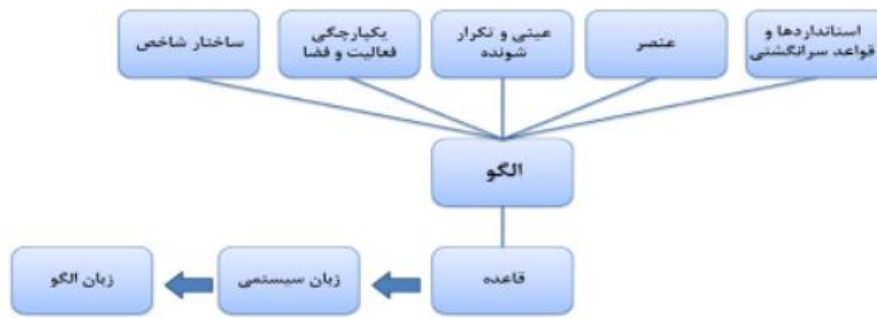 استانداردها و
قواعد سرانگشتی
عنصر
عینی و تکرار
شونده
یکپارچگی
فعالیت و فضا
ساختار شاخص
الگو
قاعده
زبان سیستمی
زبان الگو